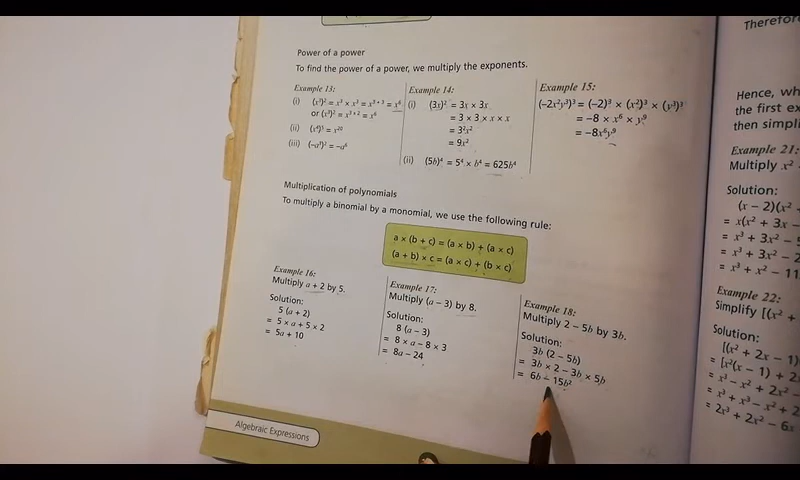 Power of a power
To find the power of a power, we multiply the exponents.
Example 13:
(i) (x³)² = x³ × x³ = x³⁺³ = x⁶
or (x³)² = x³ˣ² = x⁶
(ii)
(iii)
Example 14:
(i) (3x)² = 3x × 3x
= 3 × 3 × x × x
= 3²x²
= 9x²
(ii) (5b)⁴ = 5⁴ × b⁴ = 625b⁴
Example 15:
(−2x²y³)³ = (−2)³ × (x²)³ × (y³)³
= −8 × x⁶ × y⁹
= −8x⁶y⁹
Multiplication of polynomials
To multiply a binomial by a monomial, we use the following rule:
a × (b + c) = (a × b) + (a × c)
(a + b) × c = (a × c) + (b × c)
Example 16:
Multiply a + 2 by 5.
Solution:
5 (a + 2)
= 5 × a + 5 × 2
= 5a + 10
Example 17:
Multiply (a − 3) by 8.
Solution:
8 (a − 3)
= 8 × a − 8 × 3
= 8a − 24
Example 18:
Multiply 2 − 5b by 3b.
Solution:
3b (2 − 5b)
= 3b × 2 − 3b × 5b
= 6b − 15b²
Algebraic Expressions
Therefore
Hence, wh
the first ex
then simpli
Example 21:
Multiply x²
Solution:
(x − 2)(x²
= x(x² + 3x −
= x³ + 3x² −
= x³ + 3x² − 2
= x³ + x² − 11
Example 22:
Simplify [(x² +
Solution:
[(x² + 2x − 1)
= [x²(x − 1) + 2x
= x³ − x² + 2x² −
= x³ + x³ − x² + 2
= 2x³ + 2x² − 6x